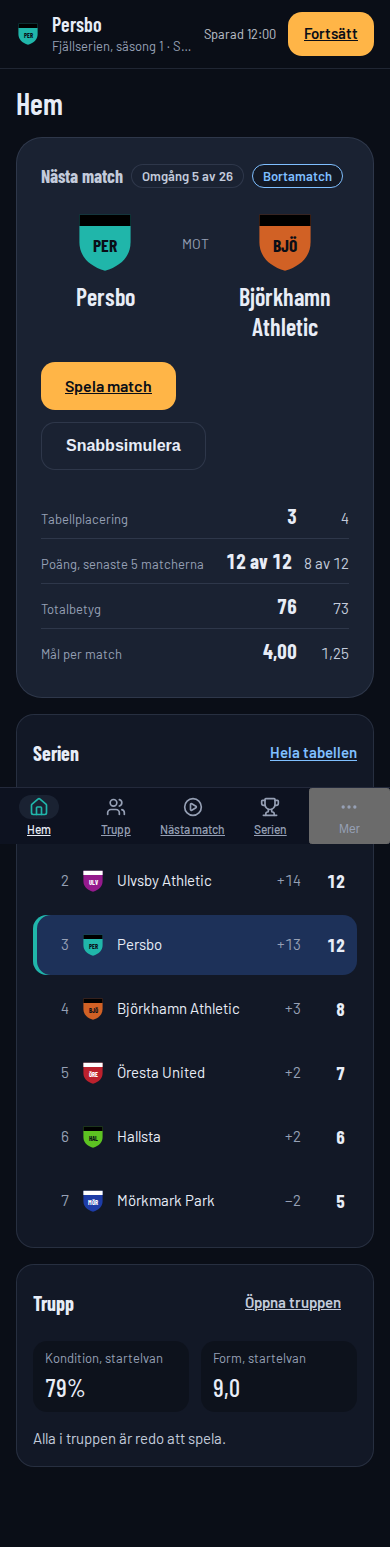 PER
Persbo
Fjällserien, säsong 1 · S...
Sparad 12:00
Fortsätt
Hem
Nästa match
Omgång 5 av 26
Bortamatch
PER
MOT
BJÖ
Persbo
Björkhamn
Athletic
Spela match
Snabbsimulera
Tabellplacering 3 4
Poäng, senaste 5 matcherna 12 av 12 8 av 12
Totalbetyg 76 73
Mål per match 4,00 1,25
Serien
Hela tabellen
Hem
Trupp
Nästa match
Serien
Mer
2 ULV Ulvsby Athletic +14 12
3 PER Persbo +13 12
4 BJÖ Björkhamn Athletic +3 8
5 ÖRE Öresta United +2 7
6 HAL Hallsta +2 6
7 MÖR Mörkmar Park −2 5
Trupp
Öppna truppen
Kondition, startelvan
79%
Form, startelvan
9,0
Alla i truppen är redo att spela.